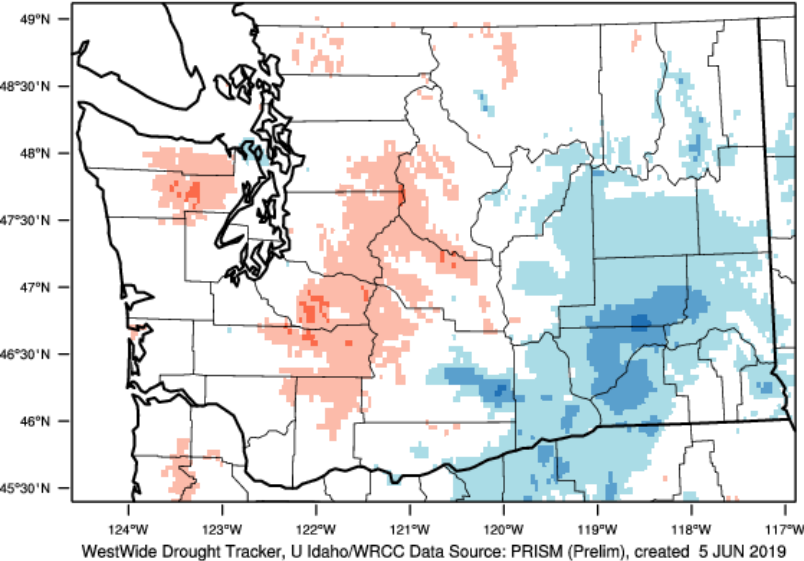 49°N
48°30'N
48°N
47°30'N
47°N
46°30'N
46°N
45°30'N
124°W 123°W 122°W 121°W 120°W 119°W 118°W 117°W
WestWide Drought Tracker, U Idaho/WRCC Data Source: PRISM (Prelim), created 5 JUN 2019